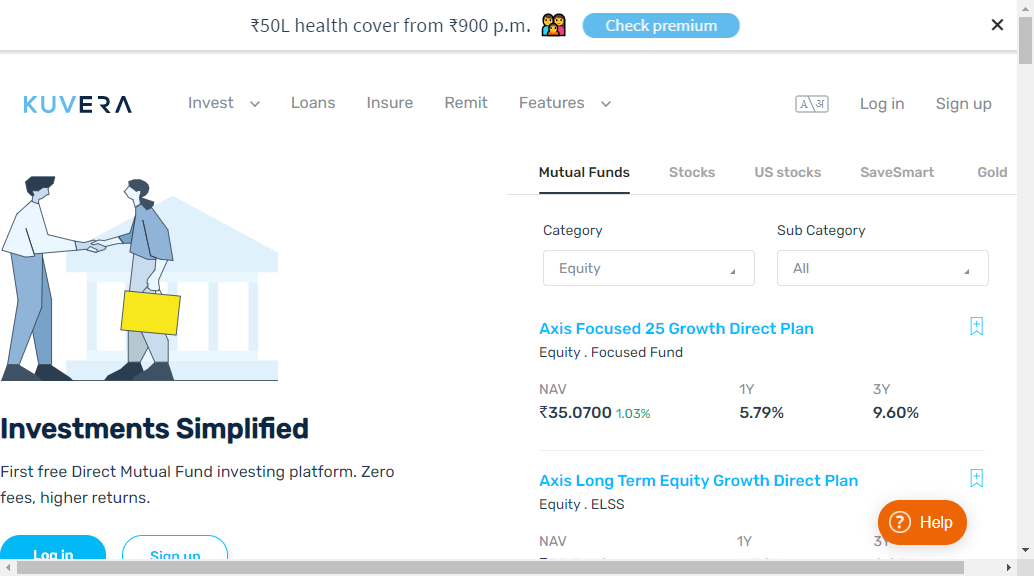 ₹50L health cover from ₹900 p.m.
Check premium
KUVERA
Invest
Loans
Insure
Remit
Features
A\अ
Log in
Sign up
Mutual Funds
Stocks
US stocks
SaveSmart
Gold
Category
Sub Category
Equity
All
Axis Focused 25 Growth Direct Plan
Equity . Focused Fund
NAV
1Y
3Y
₹35.0700 1.03%
5.79%
9.60%
Investments Simplified
First free Direct Mutual Fund investing platform. Zero
fees, higher returns.
Log in
Sign up
Axis Long Term Equity Growth Direct Plan
Equity . ELSS
NAV
1Y
3Y
Help